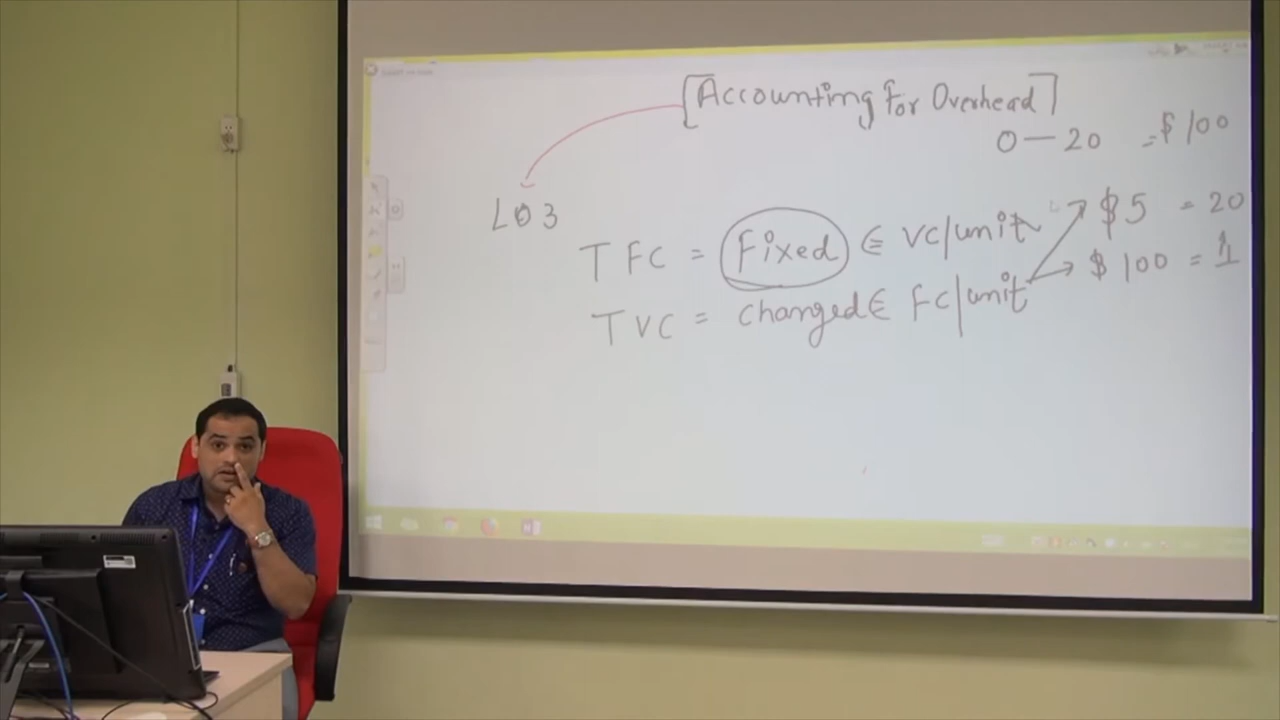 [Accounting For Overhead]
0 — 20 = $ 100
LO3
TFC = Fixed ∈ VC/unit $5 = 20
TVC = changed ∈ FC/unit $ 100 = 1